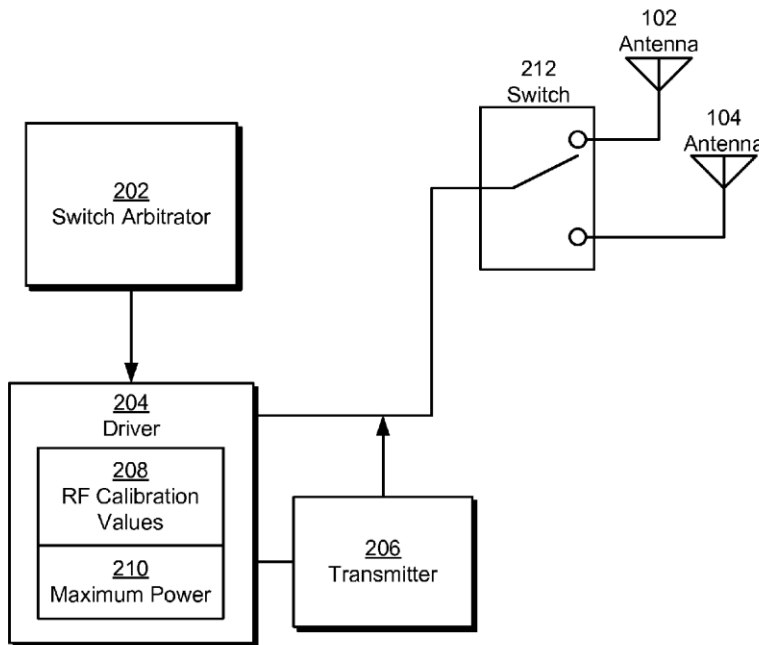 102
Antenna
212
Switch
104
Antenna
202
Switch Arbitrator
204
Driver
208
RF Calibration
Values
206
Transmitter
210
Maximum Power